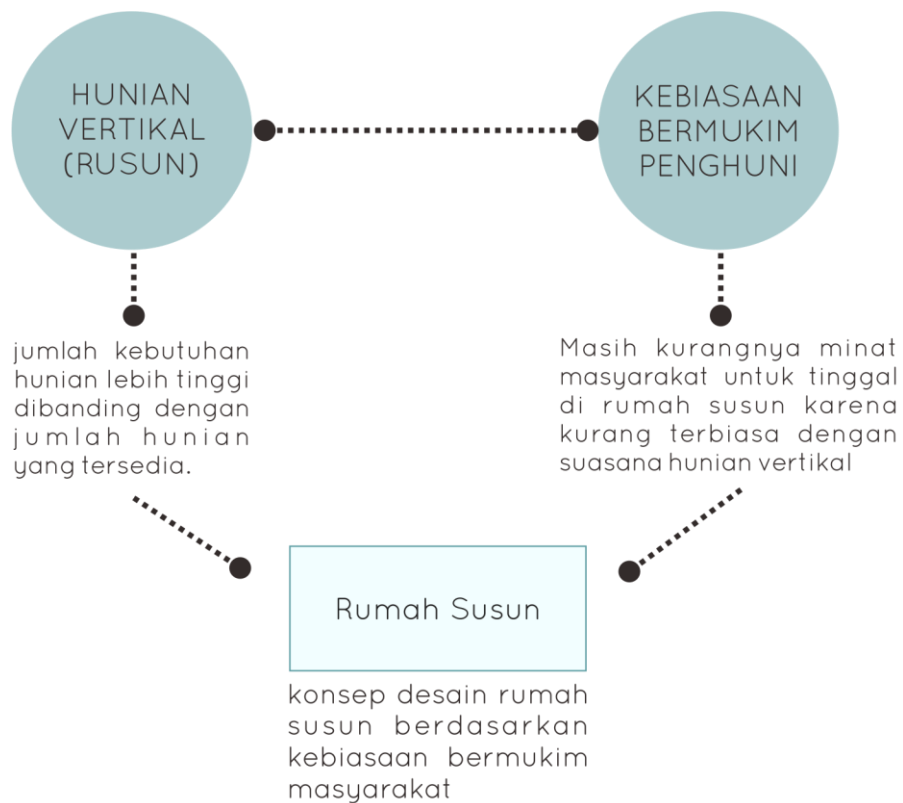 HUNIAN
VERTIKAL
(RUSUN)
KEBIASAAN
BERMUKIM
PENGHUNI
jumlah kebutuhan
hunian lebih tinggi
dibanding dengan
jumlah hunian
yang tersedia.
Masih kurangnya minat
masyarakat untuk tinggal
di rumah susun karena
kurang terbiasa dengan
suasana hunian vertikal
Rumah Susun
konsep desain rumah
susun berdasarkan
kebiasaan bermukim
masyarakat